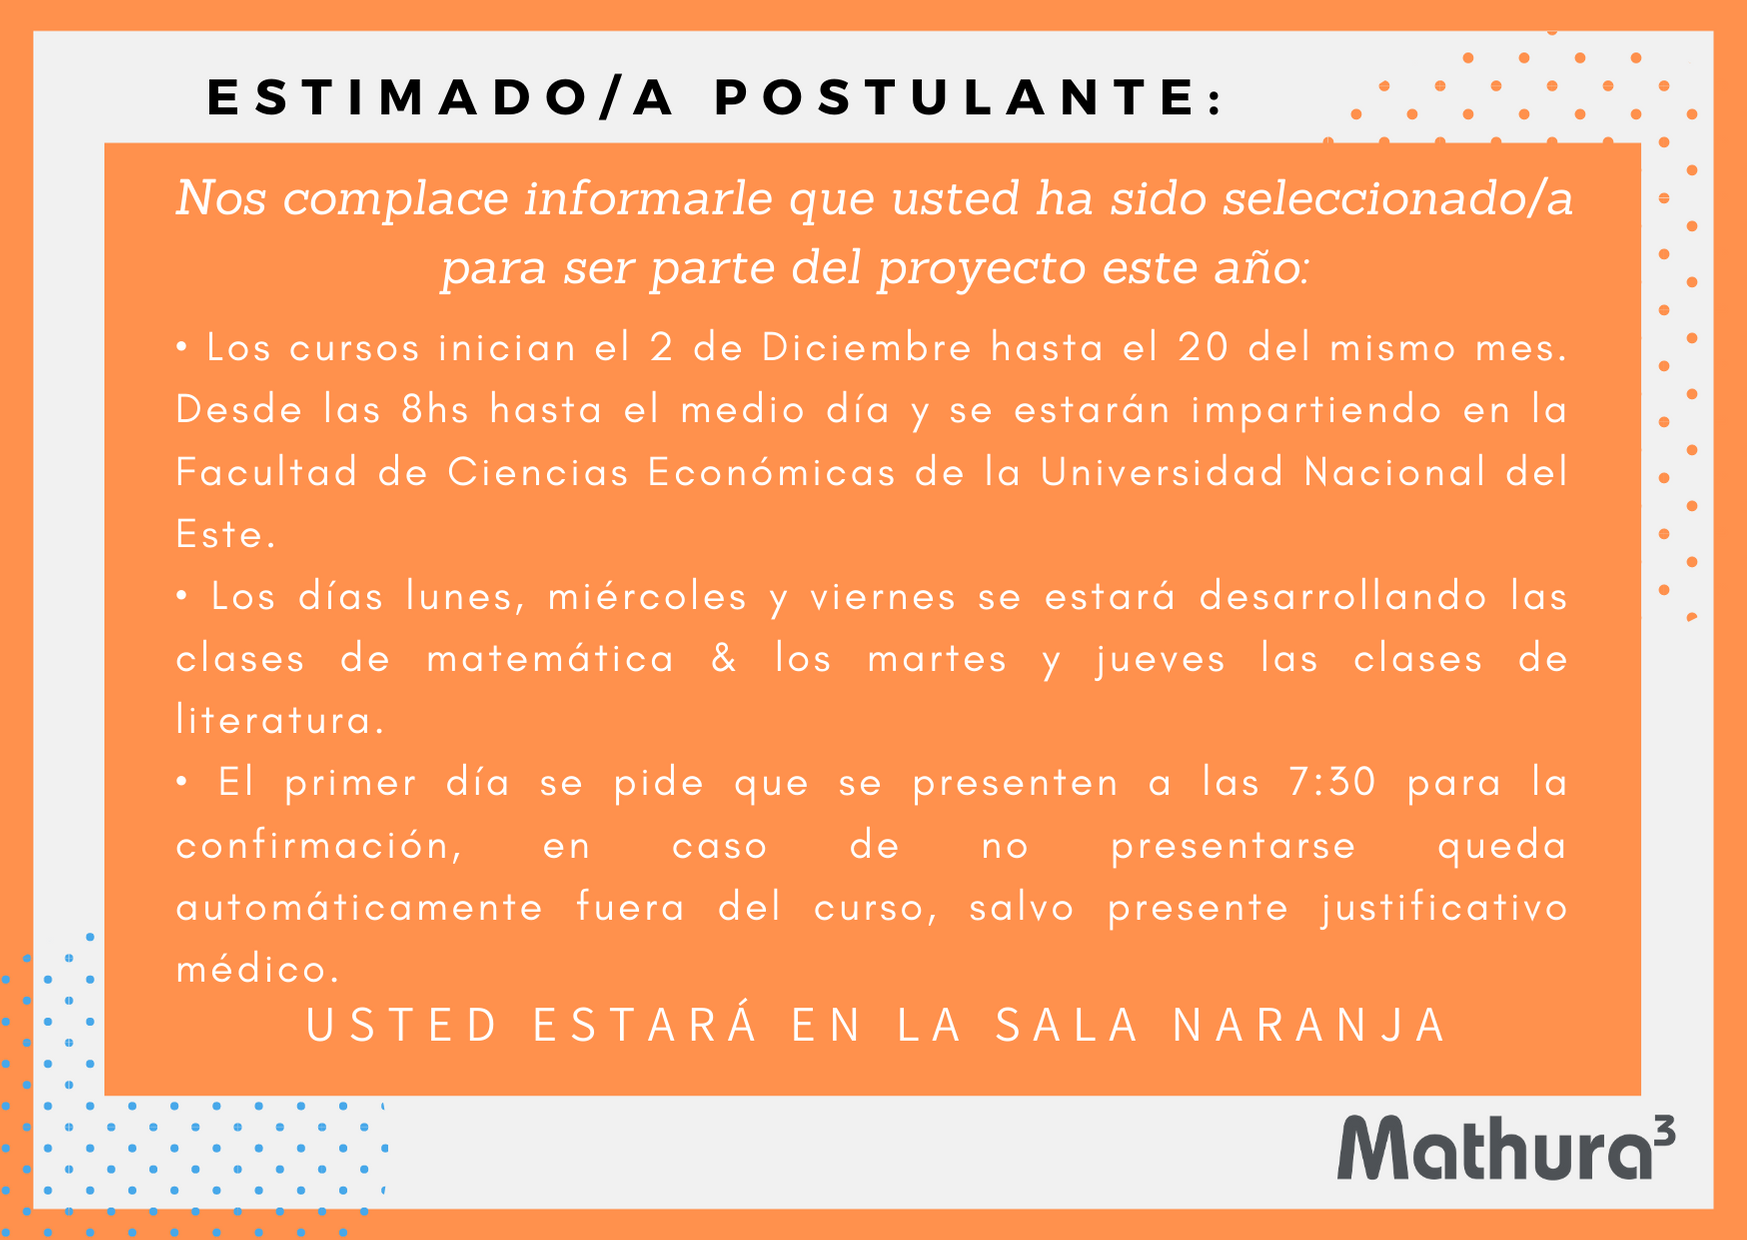 ESTIMADO/A POSTULANTE:
Nos complace informarle que usted ha sido seleccionado/a
para ser parte del proyecto este año:
• Los cursos inician el 2 de Diciembre hasta el 20 del mismo mes.
Desde las 8hs hasta el medio día y se estarán impartiendo en la
Facultad de Ciencias Económicas de la Universidad Nacional del
Este.
• Los días lunes, miércoles y viernes se estará desarrollando las
clases de matemática & los martes y jueves las clases de
literatura.
• El primer día se pide que se presenten a las 7:30 para la
confirmación, en caso de no presentarse queda
automáticamente fuera del curso, salvo presente justificativo
médico.
USTED ESTARÁ EN LA SALA NARANJA
Mathura³